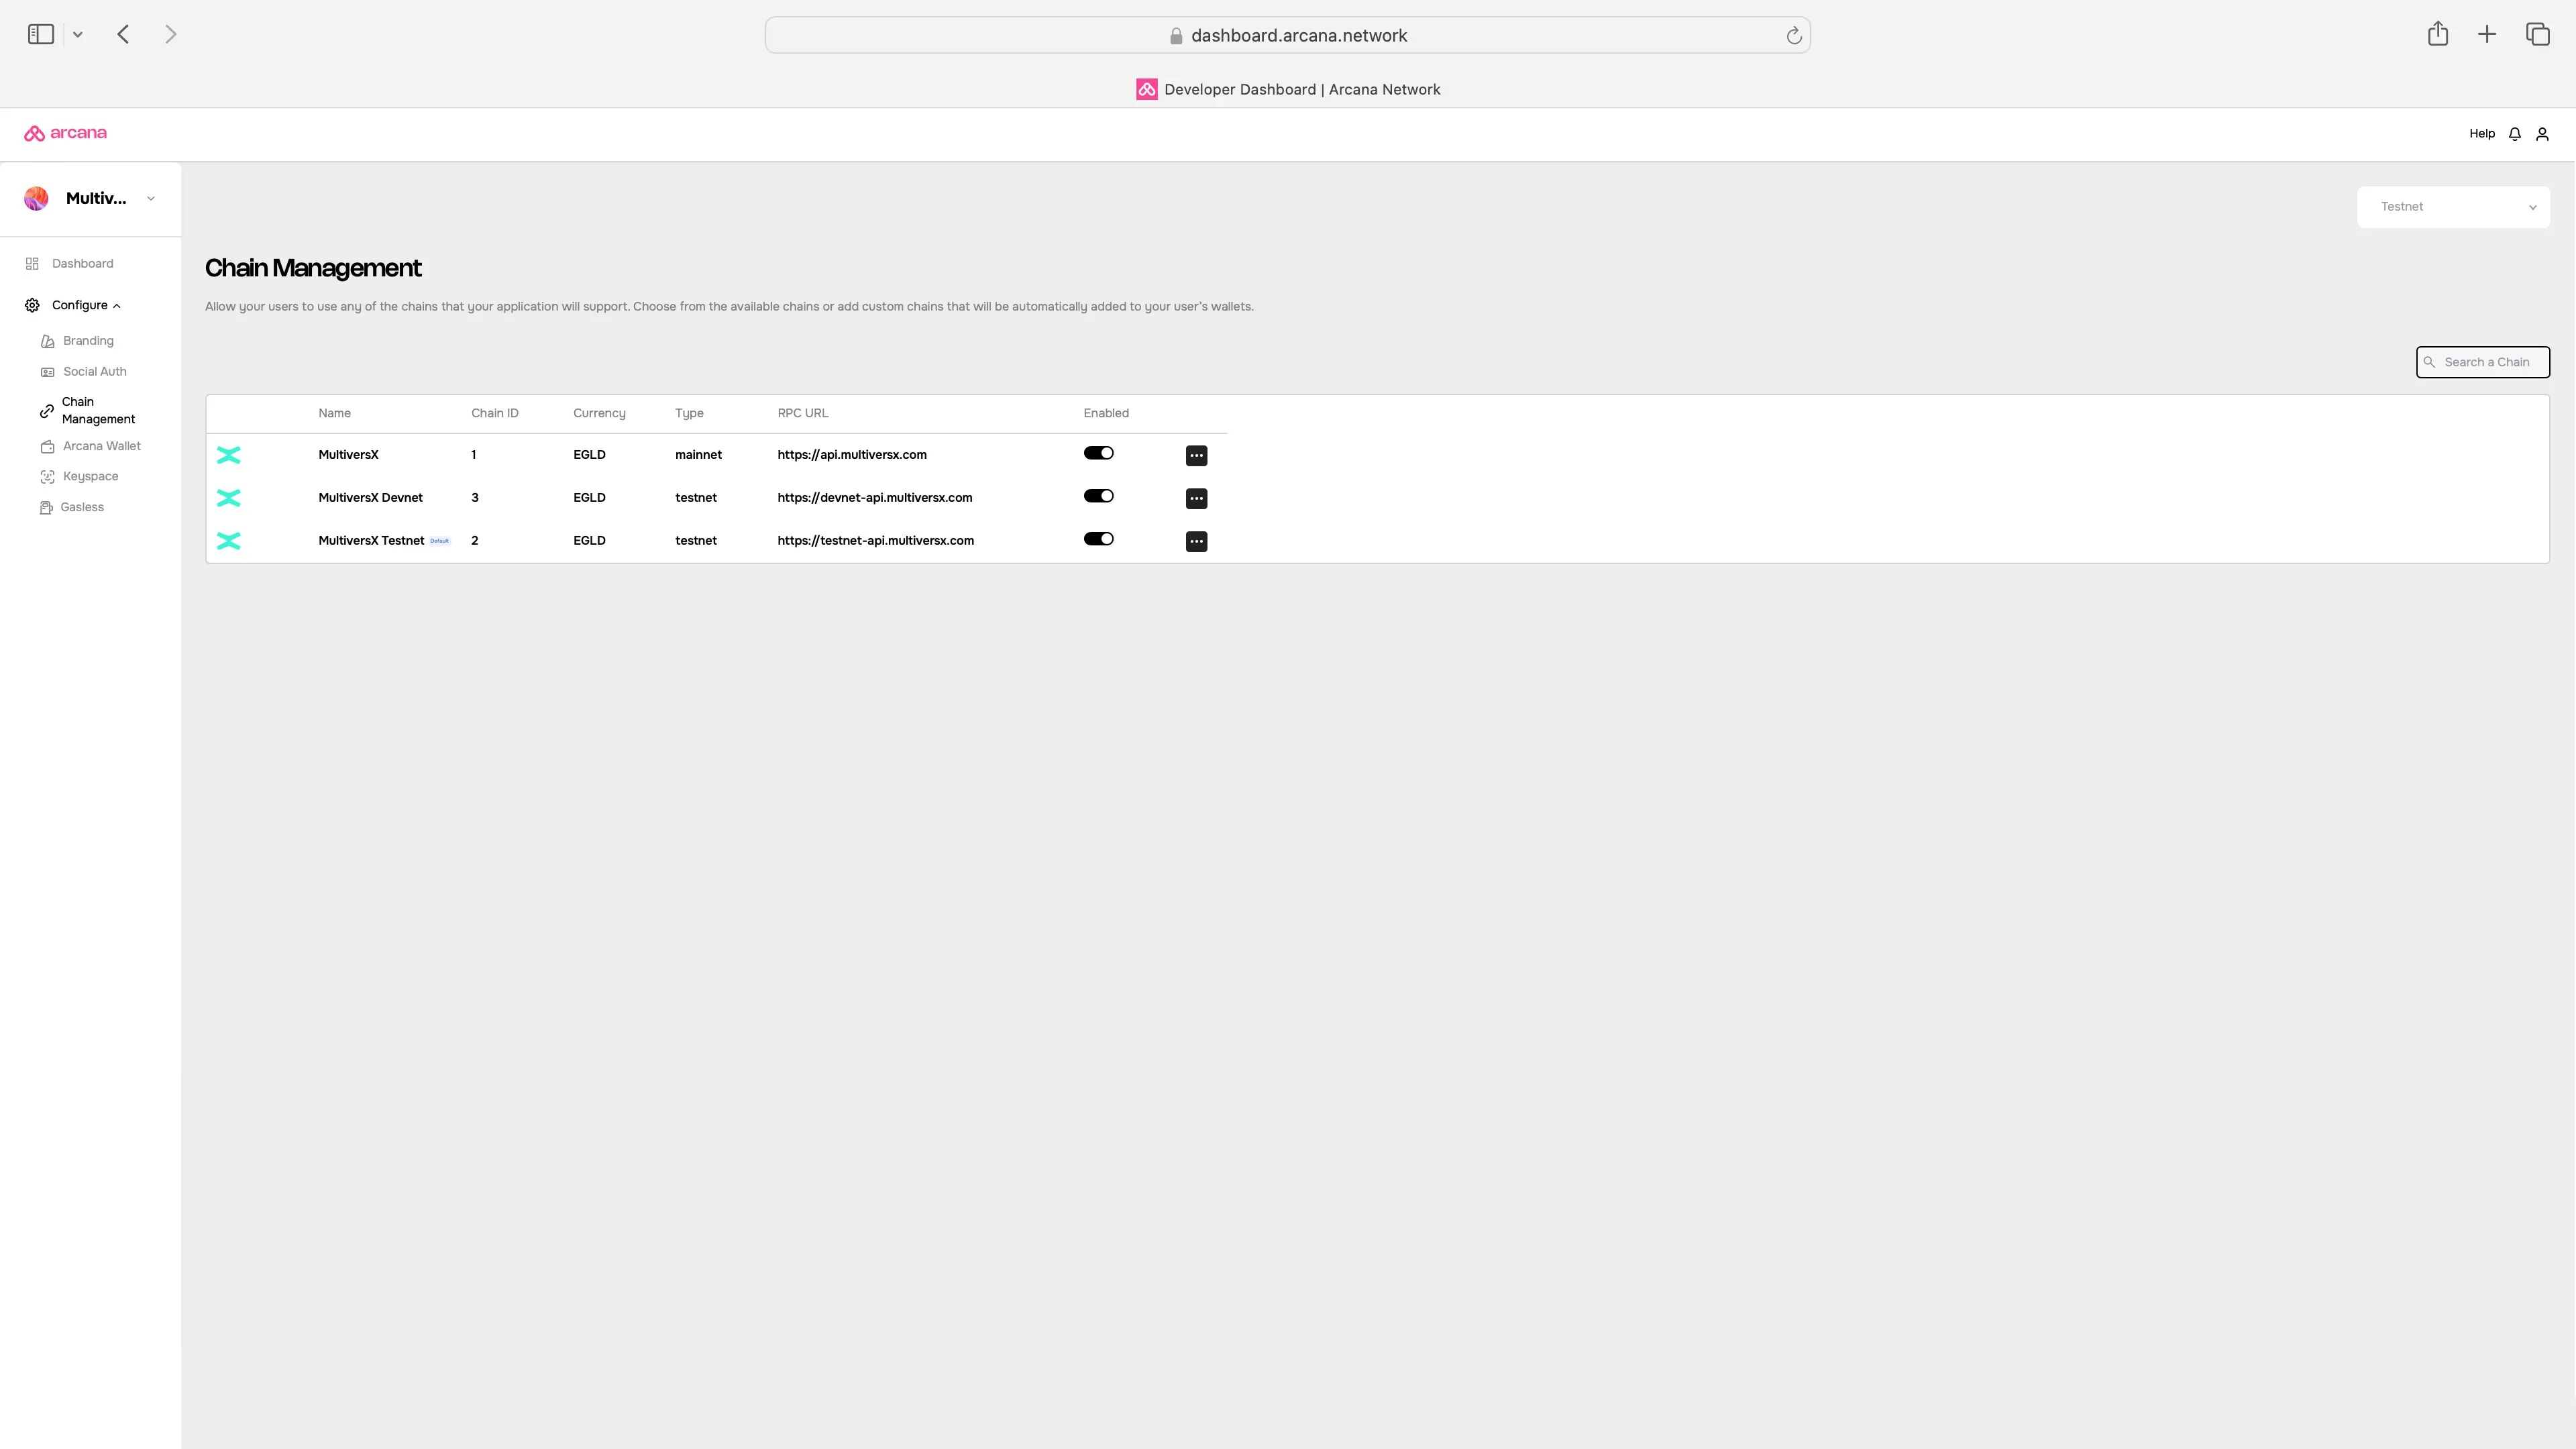 dashboard.arcana.network
Developer Dashboard | Arcana Network
arcana
Help
Multiv...
Testnet
Dashboard
Chain Management
Configure
Allow your users to use any of the chains that your application will support. Choose from the available chains or add custom chains that will be automatically added to your user's wallets.
Branding
Social Auth
Search a Chain
Chain
Management
Arcana Wallet
Keyspace
Gasless
Name Chain ID Currency Type RPC URL Enabled
MultiversX 1 EGLD mainnet https://api.multiversx.com
MultiversX Devnet 3 EGLD testnet https://devnet-api.multiversx.com
MultiversX Testnet Default 2 EGLD testnet https://testnet-api.multiversx.com